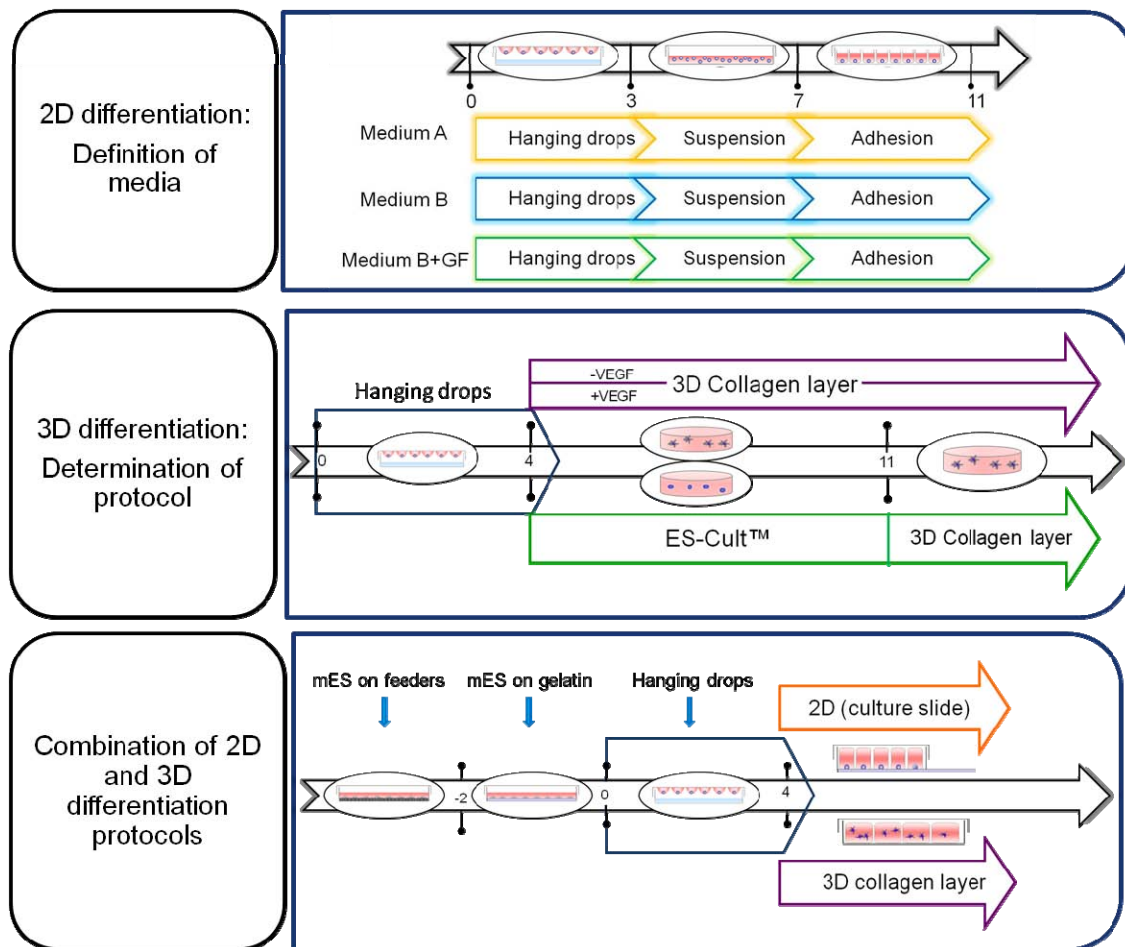 2D differentiation:
Definition of
media
0
3
7
11
Medium A
Hanging drops
Suspension
Adhesion
Medium B
Hanging drops
Suspension
Adhesion
Medium B+GF
Hanging drops
Suspension
Adhesion
3D differentiation:
Determination of
protocol
Hanging drops
-VEGF
3D Collagen layer
+VEGF
0
4
11
ES-Cult™
3D Collagen layer
Combination of 2D
and 3D
differentiation
protocols
mES on feeders
mES on gelatin
Hanging drops
2D (culture slide)
-2
0
4
3D collagen layer